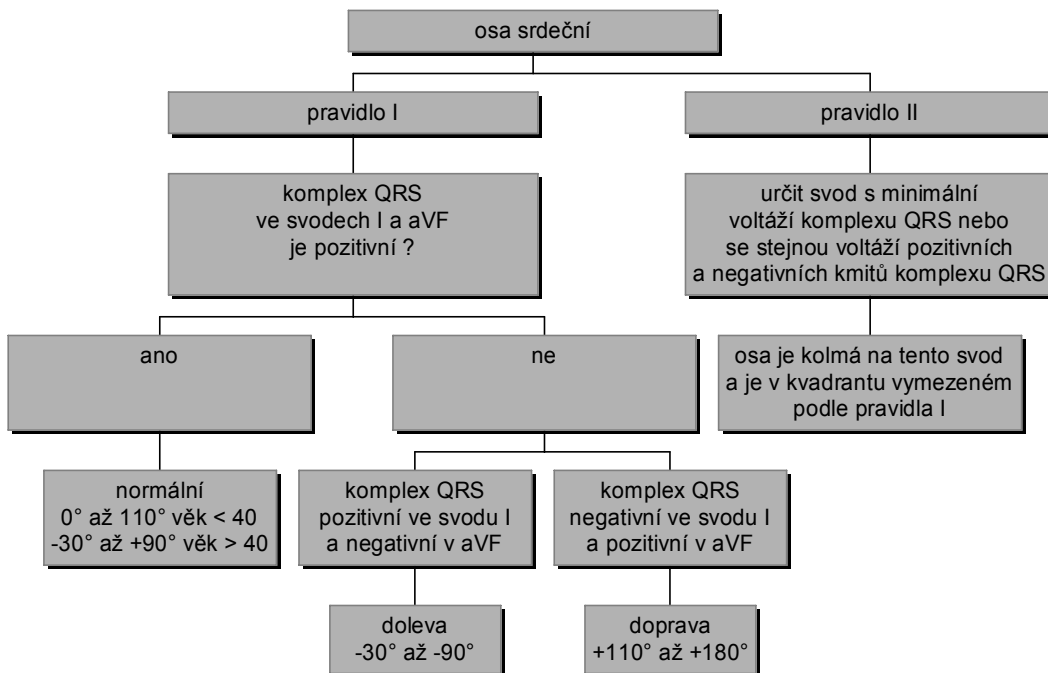 osa srdeční
pravidlo I
pravidlo II
komplex QRS
ve svodech I a aVF
je pozitivní ?
určit svod s minimální
voltáží komplexu QRS nebo
se stejnou voltáží pozitivních
a negativních kmitů komplexu QRS
ano
ne
osa je kolmá na tento svod
a je v kvadrantu vymezeném
podle pravidla I
normální
0° až 110° věk < 40
-30° až +90° věk > 40
komplex QRS
pozitivní ve svodu I
a negativní v aVF
komplex QRS
negativní ve svodu I
a pozitivní v aVF
doleva
-30° až -90°
doprava
+110° až +180°